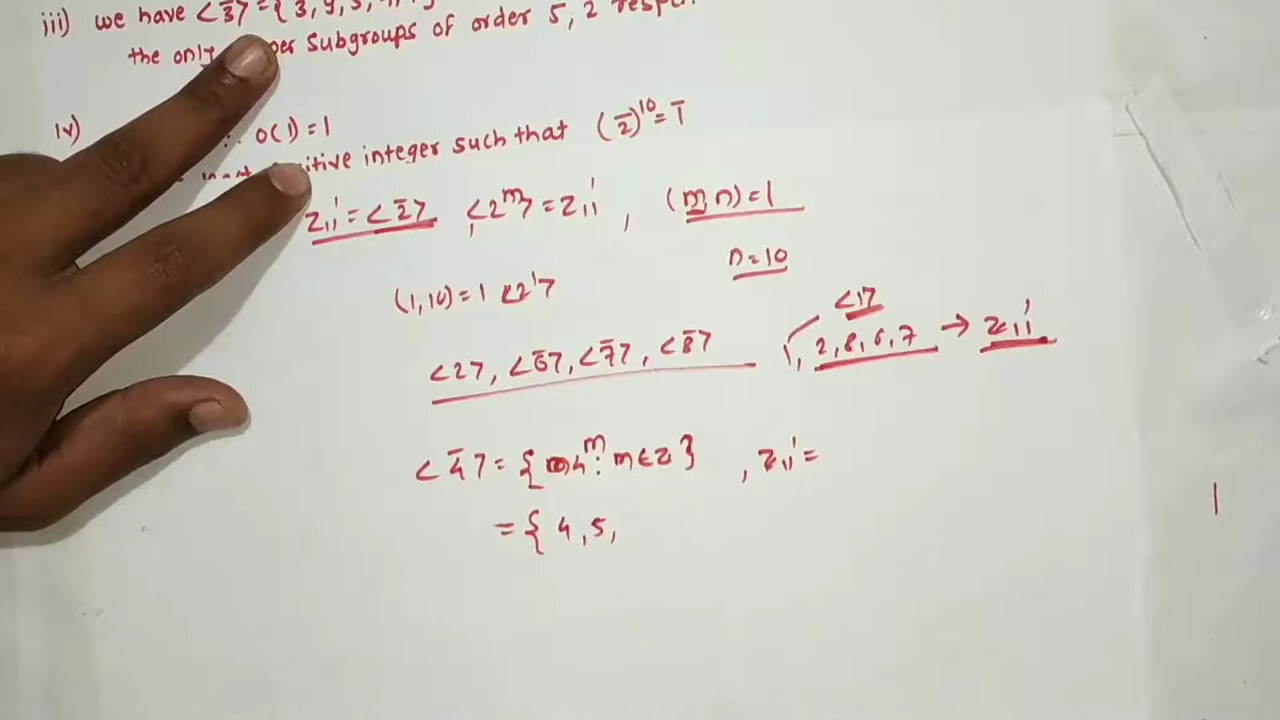 iii) we have <3̄> = { 3, 9, 5,
the only subgroups of order 5, 2
iv) ∴ o(1) = 1
integer such that (2̄)^10 = 1̄
Z11' = <2̄> , <2^m> = Z11' , (m, n) = 1
n = 10
(1, 10) = 1 <2^1>
<1>
<2>, <6̄>, <7̄>, <8̄> , 2, 8, 6, 7 → Z11'
<4̄> = { 4^m : m ∈ Z } , Z11' =
= { 4, 5,